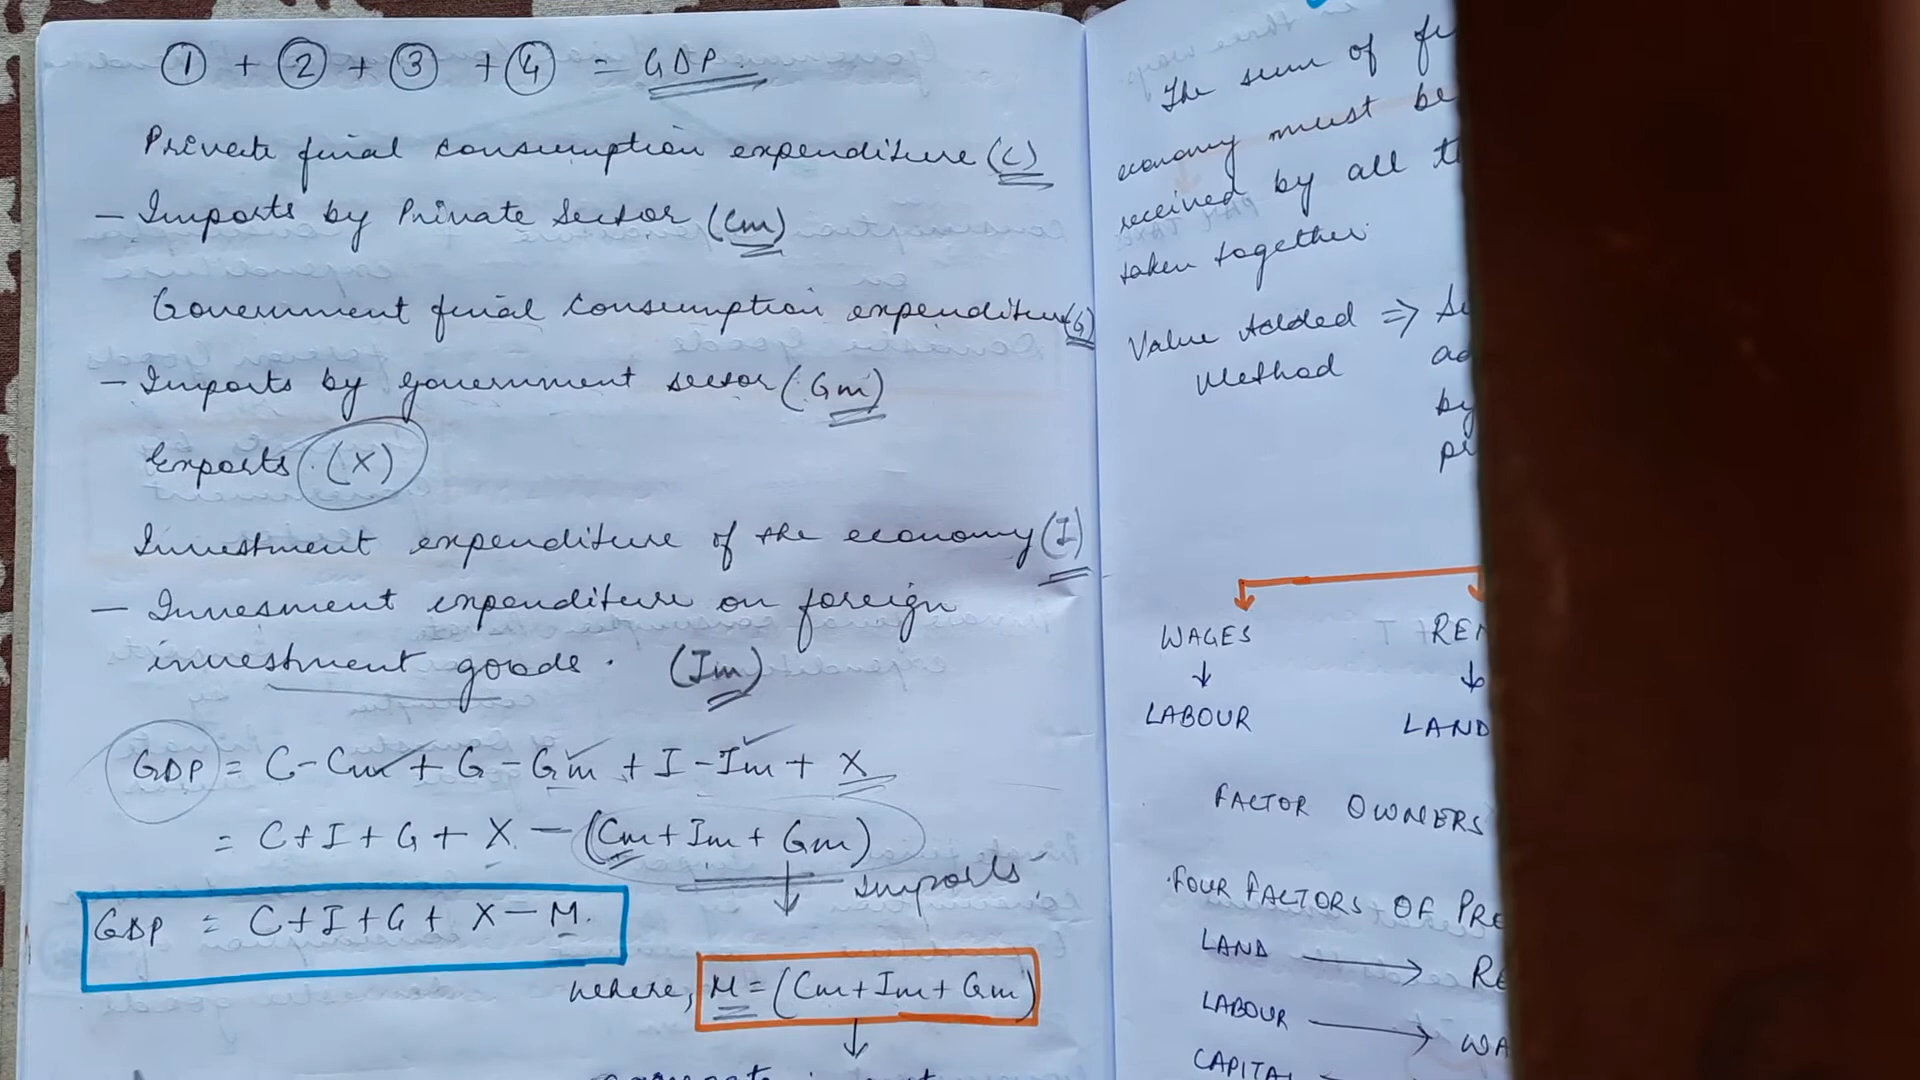 ① + ② + ③ + ④ = GDP.
Private final consumption expenditure (C)
- Imports by Private Sector (Cm)
Government final consumption expenditure (G)
- Imports by government sector (Gm)
Exports (X)
Investment expenditure of the economy (I)
- Invesment expenditure on foreign
investment goods. (Im)
GDP = C - Cm + G - Gm + I - Im + X
= C + I + G + X - (Cm + Im + Gm)
Imports
GDP = C + I + G + X - M.
where, M = (Cm + Im + Gm)
The sum of
economy must be
received by all
taken together
Value Added ⇒
Method
by
WAGES
↓ ↓
LABOUR LAND
FACTOR OWNERS
FOUR FACTORS OF
LAND →
LABOUR →